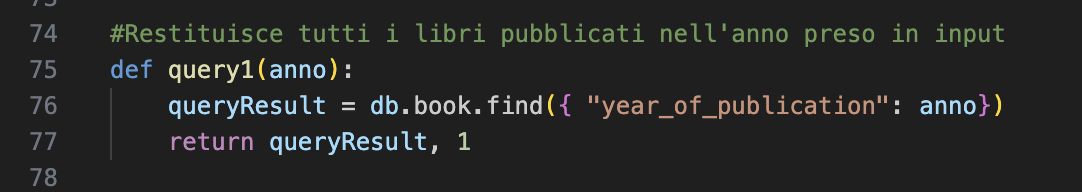 74 #Restituisce tutti i libri pubblicati nell'anno preso in input
75 def query1(anno):
76     queryResult = db.book.find({ "year_of_publication": anno})
77     return queryResult, 1
78